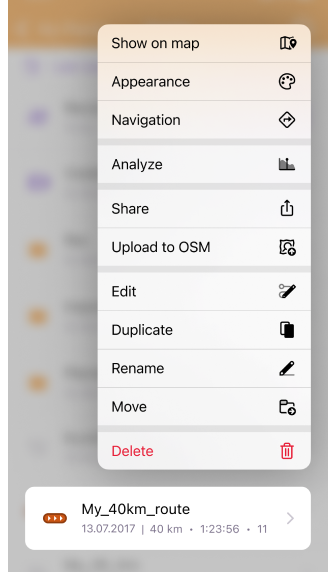 Show on map
Appearance
Navigation
Analyze
Share
Upload to OSM
Edit
Duplicate
Rename
Move
Delete
My_40km_route
13.07.2017 | 40 km • 1:23:56 • 11